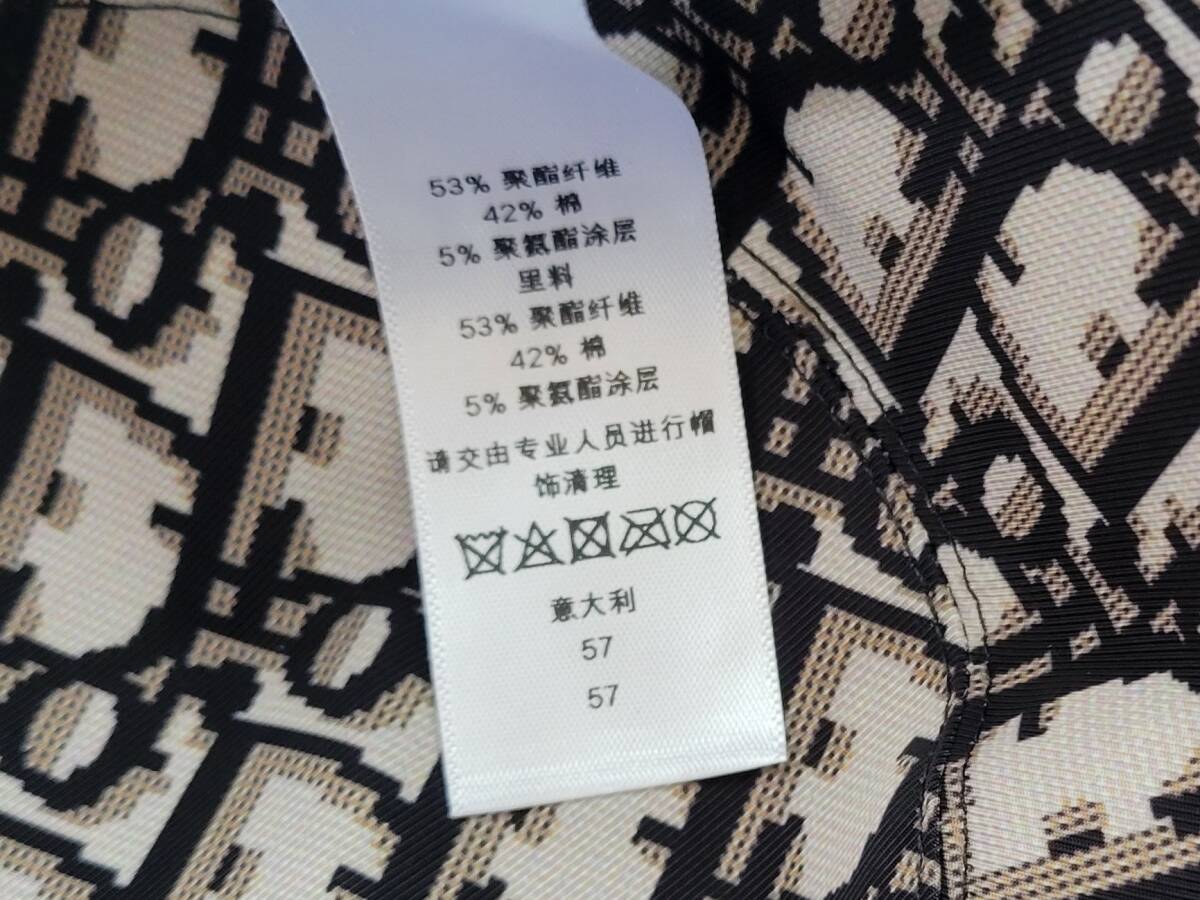 53% 聚酯纤维
42% 棉
5% 聚氨酯涂层
里料
53% 聚酯纤维
42% 棉
5% 聚氨酯涂层
请交由专业人员进行帽
饰清理
意大利
57
57